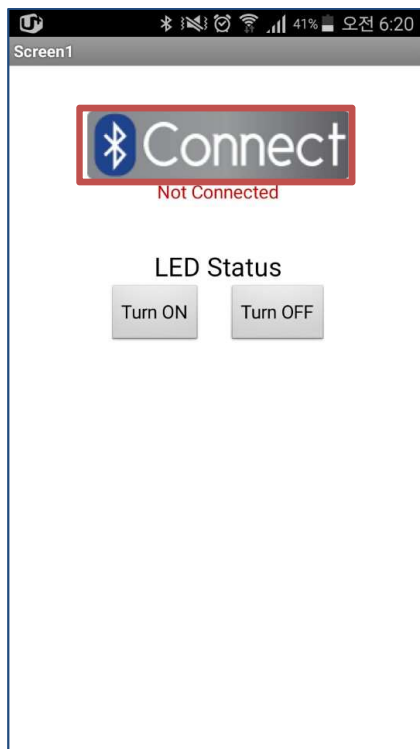 41% 오전 6:20
Screen1
Connect
Not Connected
LED Status
Turn ON Turn OFF